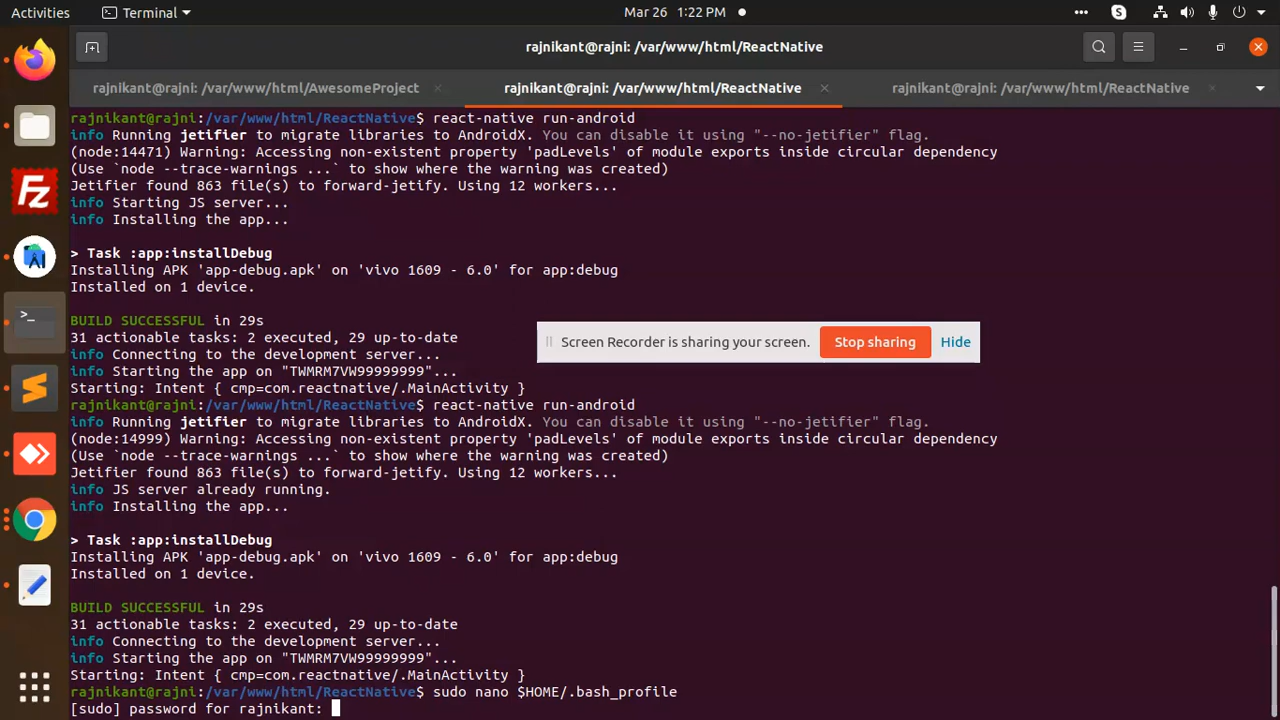 Activities
Terminal
Mar 26 1:22 PM
rajnikant@rajni: /var/www/html/ReactNative
rajnikant@rajni: /var/www/html/AwesomeProject
rajnikant@rajni: /var/www/html/ReactNative
rajnikant@rajni: /var/www/html/ReactNative
rajnikant@rajni:/var/www/html/ReactNative$ react-native run-android
info Running jetifier to migrate libraries to AndroidX. You can disable it using "--no-jetifier" flag.
(node:14471) Warning: Accessing non-existent property 'padLevels' of module exports inside circular dependency
(Use `node --trace-warnings ...` to show where the warning was created)
Jetifier found 863 file(s) to forward-jetify. Using 12 workers...
info Starting JS server...
info Installing the app...
> Task :app:installDebug
Installing APK 'app-debug.apk' on 'vivo 1609 - 6.0' for app:debug
Installed on 1 device.
BUILD SUCCESSFUL in 29s
31 actionable tasks: 2 executed, 29 up-to-date
Screen Recorder is sharing your screen.
Stop sharing
Hide
info Connecting to the development server...
info Starting the app on "TWMRM7VW99999999"...
Starting: Intent { cmp=com.reactnative/.MainActivity }
rajnikant@rajni:/var/www/html/ReactNative$ react-native run-android
info Running jetifier to migrate libraries to AndroidX. You can disable it using "--no-jetifier" flag.
(node:14999) Warning: Accessing non-existent property 'padLevels' of module exports inside circular dependency
(Use `node --trace-warnings ...` to show where the warning was created)
Jetifier found 863 file(s) to forward-jetify. Using 12 workers...
info JS server already running.
info Installing the app...
> Task :app:installDebug
Installing APK 'app-debug.apk' on 'vivo 1609 - 6.0' for app:debug
Installed on 1 device.
BUILD SUCCESSFUL in 29s
31 actionable tasks: 2 executed, 29 up-to-date
info Connecting to the development server...
info Starting the app on "TWMRM7VW99999999"...
Starting: Intent { cmp=com.reactnative/.MainActivity }
rajnikant@rajni:/var/www/html/ReactNative$ sudo nano $HOME/.bash_profile
[sudo] password for rajnikant: